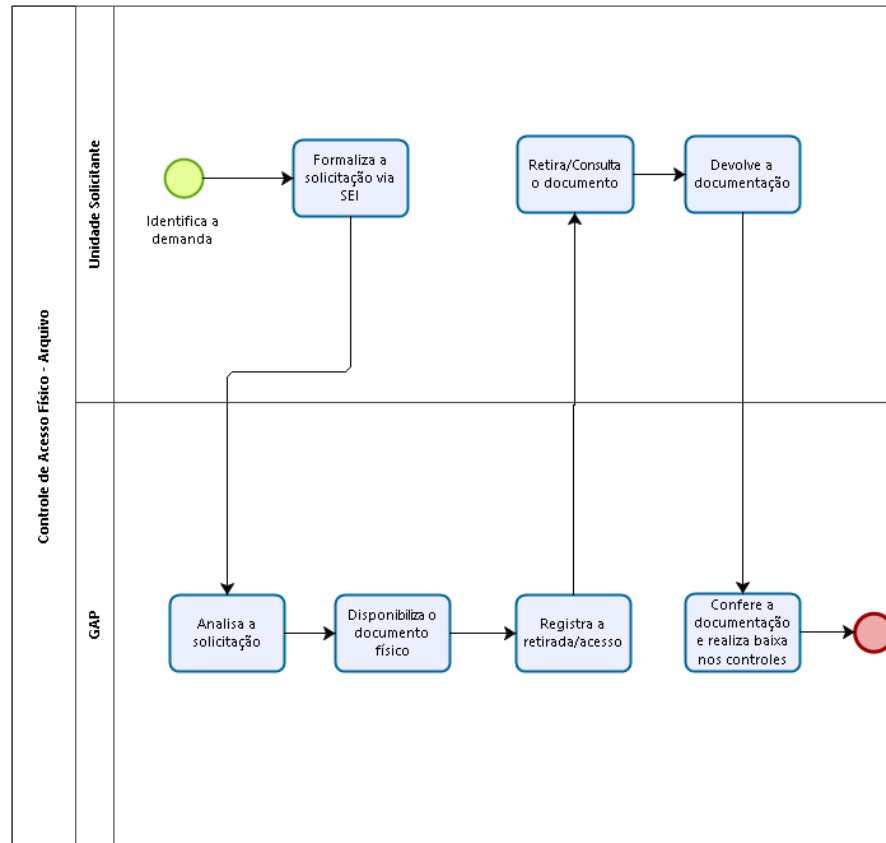 Controle de Acesso Físico - Arquivo
Unidade Solicitante
Identifica a
demanda
Formaliza a
solicitação via
SEI
Retira/Consulta
o documento
Devolve a
documentação
GAP
Analisa a
solicitação
Disponibiliza o
documento
físico
Registra a
retirada/acesso
Confere a
documentação
e realiza baixa
nos controles